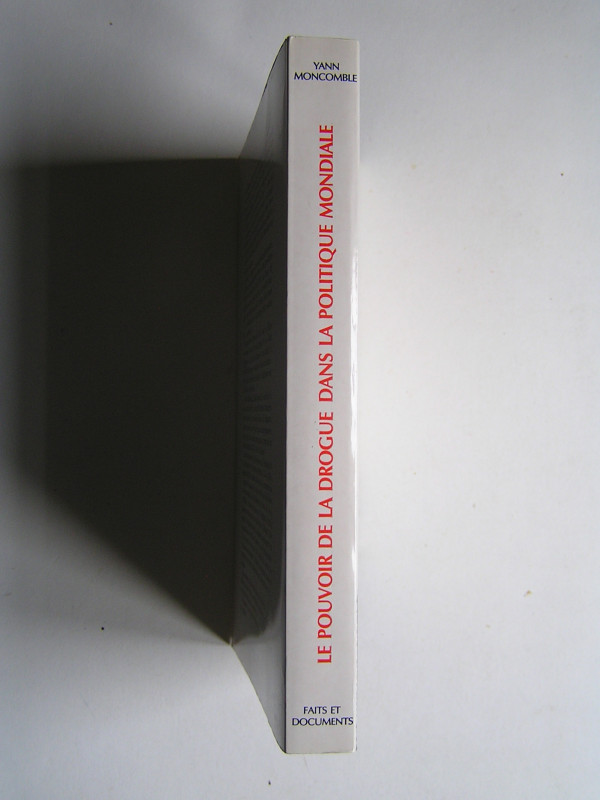 YANN
MONCOMBLE
LE POUVOIR DE LA DROGUE DANS LA POLITIQUE MONDIALE
FAITS ET
DOCUMENTS